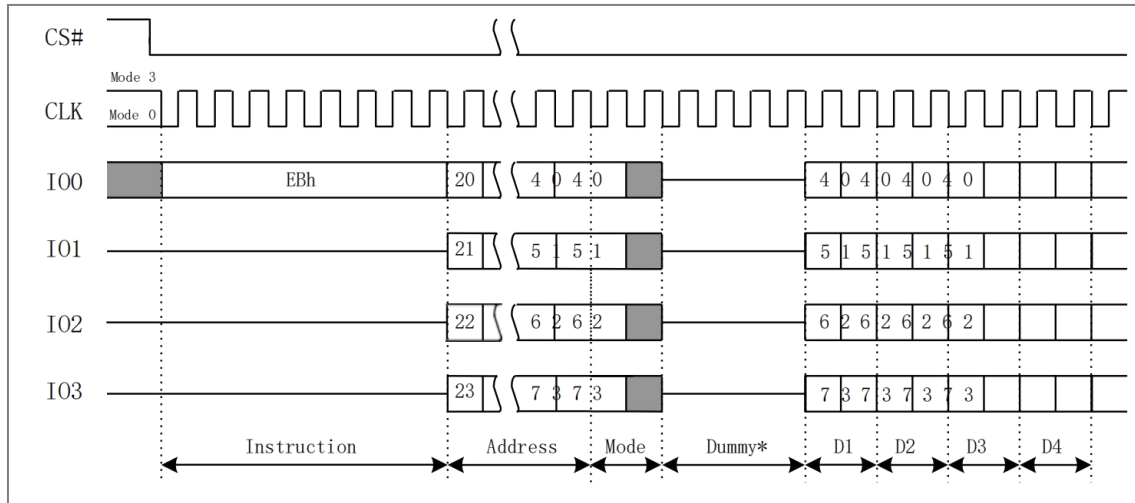 CS#
Mode 3
CLK Mode 0
IO0 EBh 20 4 0 4 0 4 0 4 0 4 0 4 0
IO1 21 5 1 5 1 5 1 5 1 5 1 5 1
IO2 22 6 2 6 2 6 2 6 2 6 2 6 2
IO3 23 7 3 7 3 7 3 7 3 7 3 7 3
Instruction Address Mode Dummy* D1 D2 D3 D4